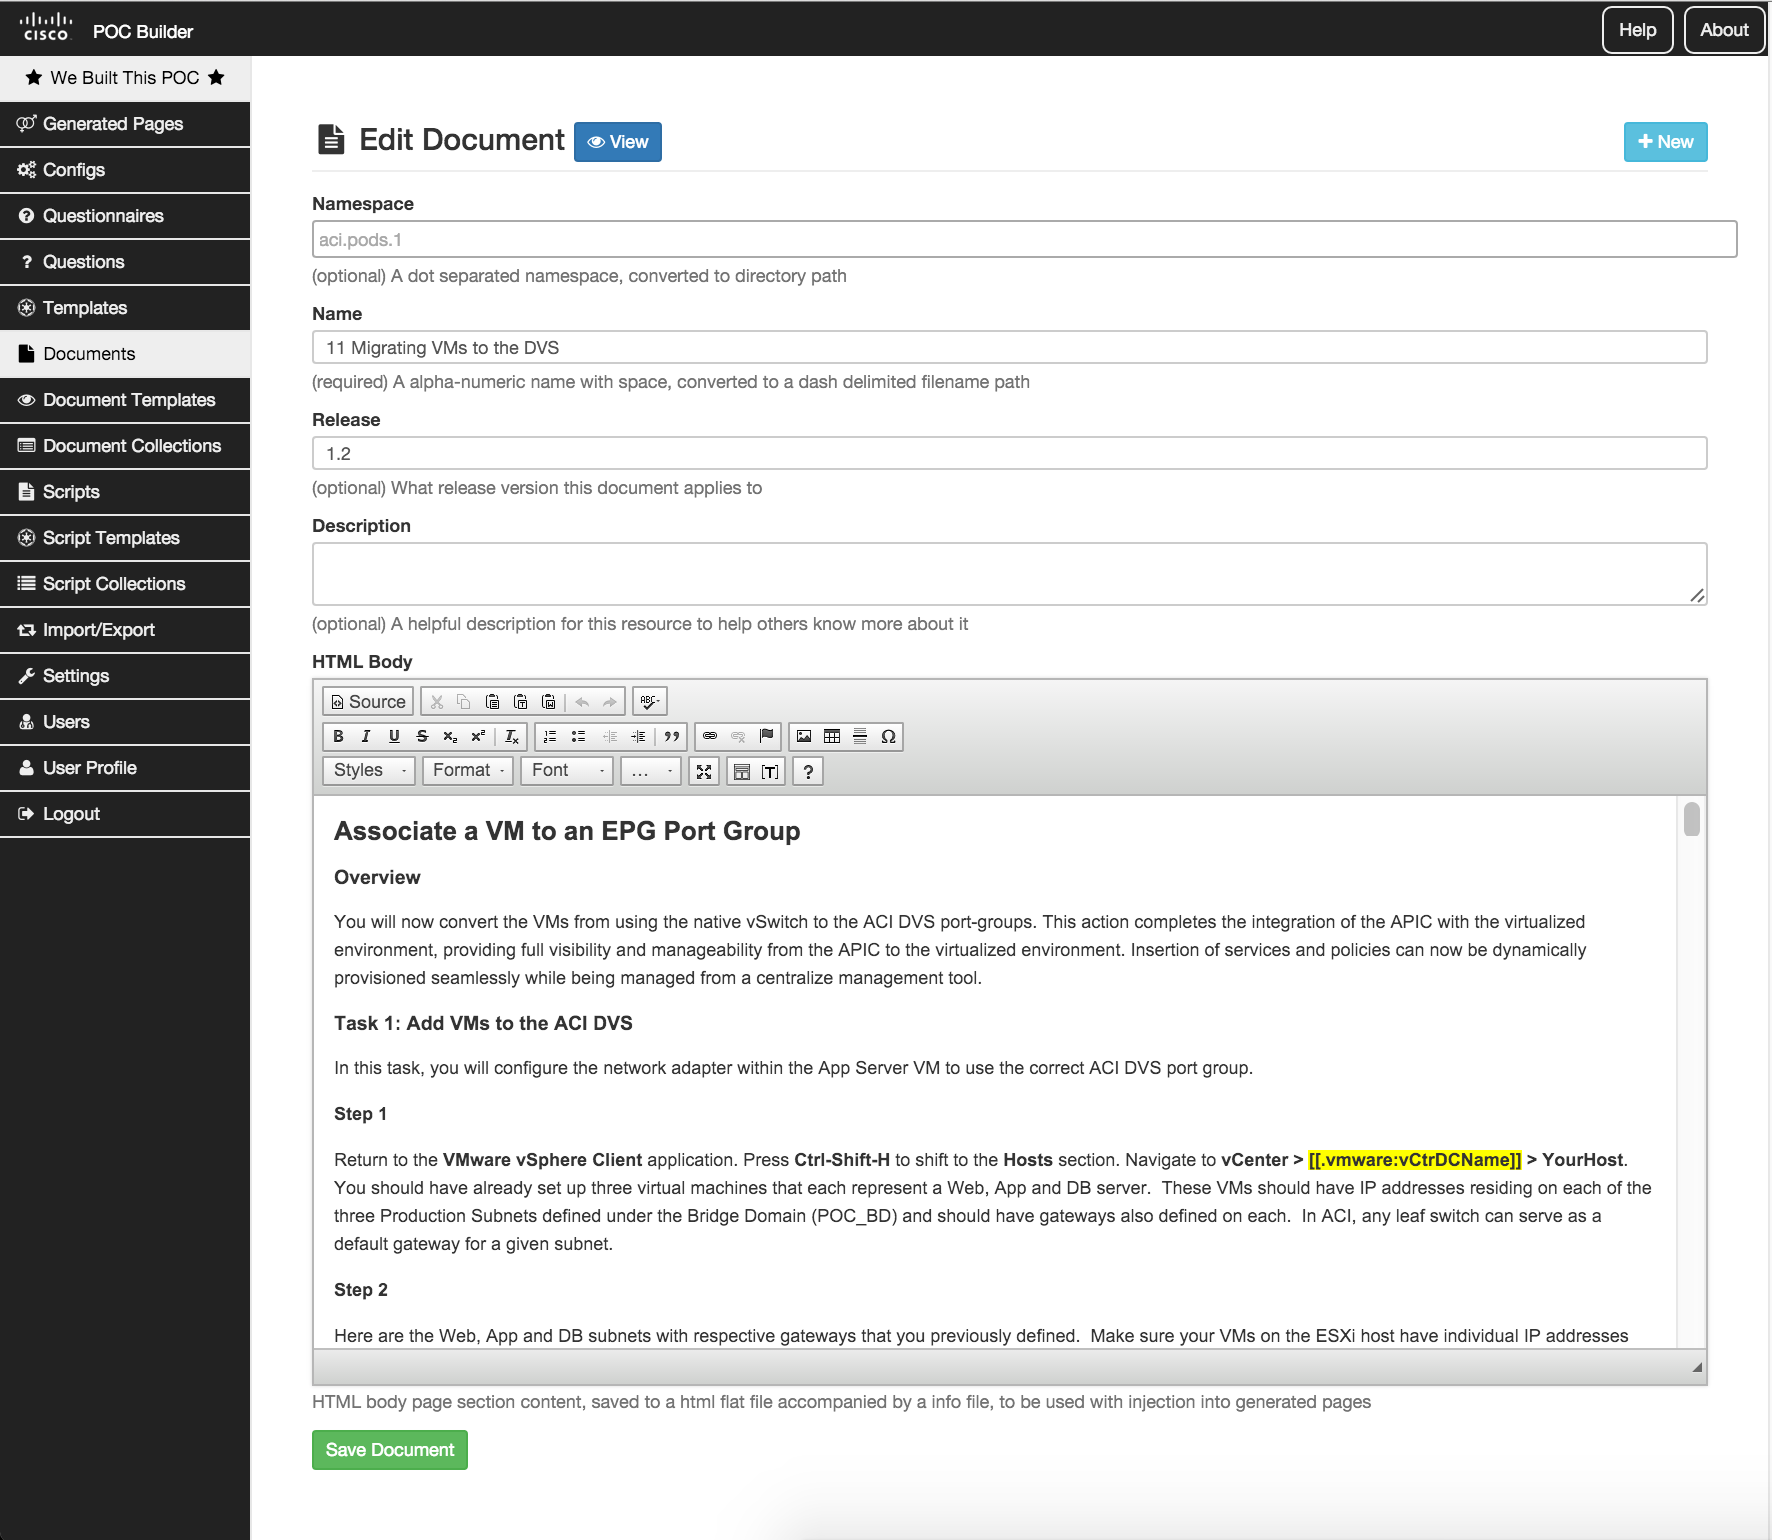 CISCO POC Builder Help About
★ We Built This POC ★
Generated Pages
Configs
Questionnaires
Questions
Templates
Documents
Document Templates
Document Collections
Scripts
Script Templates
Script Collections
Import/Export
Settings
Users
User Profile
Logout
Edit Document View + New
Namespace
aci.pods.1
(optional) A dot separated namespace, converted to directory path
Name
11 Migrating VMs to the DVS
(required) A alpha-numeric name with space, converted to a dash delimited filename path
Release
1.2
(optional) What release version this document applies to
Description
(optional) A helpful description for this resource to help others know more about it
HTML Body
Source ABC
B I U S x₂ x² Tx 99 Ω
Styles Format Font ... [T] ?
Associate a VM to an EPG Port Group
Overview
You will now convert the VMs from using the native vSwitch to the ACI DVS port-groups. This action completes the integration of the APIC with the virtualized
environment, providing full visibility and manageability from the APIC to the virtualized environment. Insertion of services and policies can now be dynamically
provisioned seamlessly while being managed from a centralize management tool.
Task 1: Add VMs to the ACI DVS
In this task, you will configure the network adapter within the App Server VM to use the correct ACI DVS port group.
Step 1
Return to the VMware vSphere Client application. Press Ctrl-Shift-H to shift to the Hosts section. Navigate to vCenter > [[.vmware:vCtrDCName]] > YourHost.
You should have already set up three virtual machines that each represent a Web, App and DB server. These VMs should have IP addresses residing on each of the
three Production Subnets defined under the Bridge Domain (POC_BD) and should have gateways also defined on each. In ACI, any leaf switch can serve as a
default gateway for a given subnet.
Step 2
Here are the Web, App and DB subnets with respective gateways that you previously defined. Make sure your VMs on the ESXi host have individual IP addresses
HTML body page section content, saved to a html flat file accompanied by a info file, to be used with injection into generated pages
Save Document